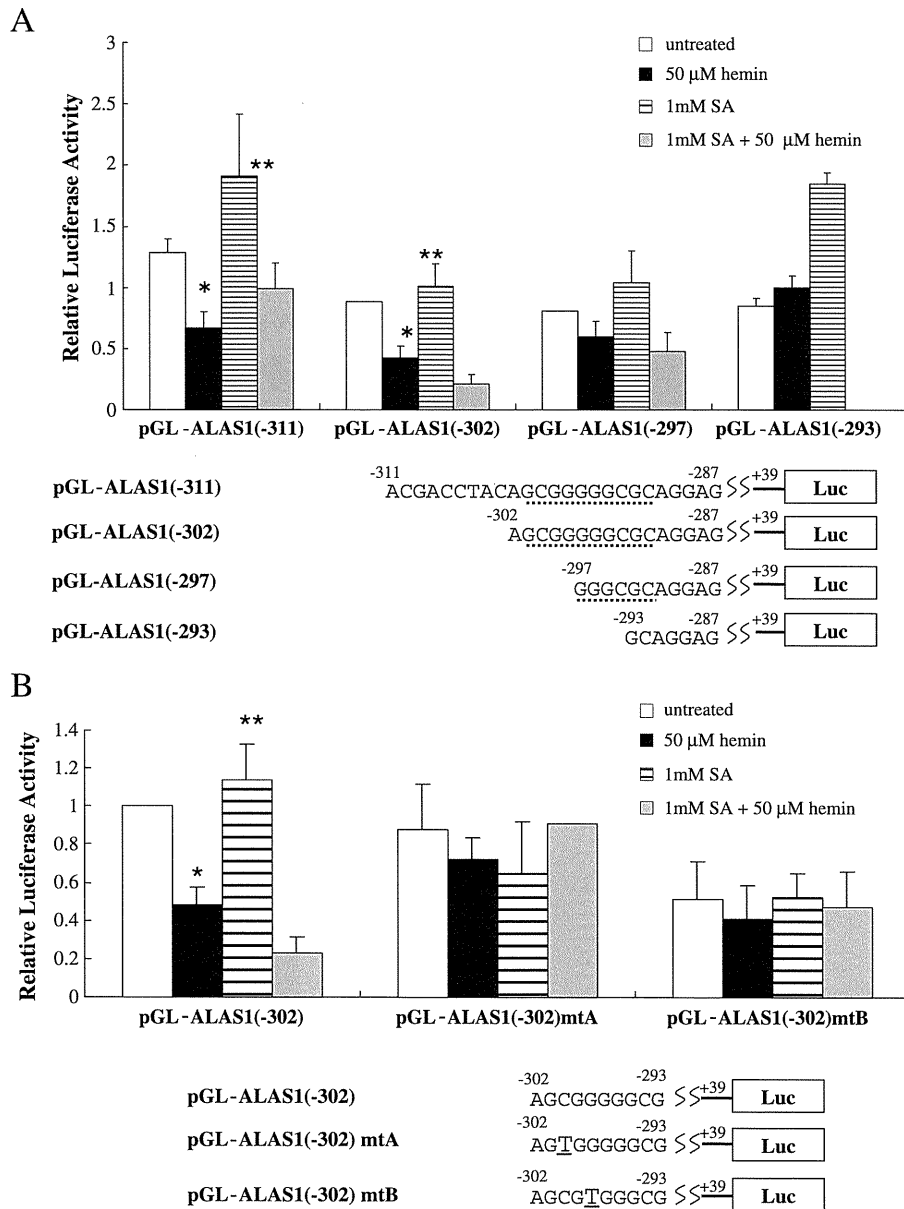 A
3
2.5
2
1.5
1
0.5
0
Relative Luciferase Activity
untreated
50 µM hemin
1mM SA
1mM SA + 50 µM hemin
*
**
*
**
pGL-ALAS1(-311)
pGL-ALAS1(-302)
pGL-ALAS1(-297)
pGL-ALAS1(-293)
pGL-ALAS1(-311)
-311 -287 +39
ACGACCTACAGCGGGGGCGCAGGAG Luc
pGL-ALAS1(-302)
-302 -287 +39
AGCGGGGGCGCAGGAG Luc
pGL-ALAS1(-297)
-297 -287 +39
GGGCGCAGGAG Luc
pGL-ALAS1(-293)
-293 -287 +39
GCAGGAG Luc
B
1.4
1.2
1
0.8
0.6
0.4
0.2
0
Relative Luciferase Activity
untreated
50 µM hemin
1mM SA
1mM SA + 50 µM hemin
*
**
pGL-ALAS1(-302)
pGL-ALAS1(-302)mtA
pGL-ALAS1(-302)mtB
pGL-ALAS1(-302)
-302 -293 +39
AGCGGGGGCG Luc
pGL-ALAS1(-302) mtA
-302 -293 +39
AGTGGGGGCG Luc
pGL-ALAS1(-302) mtB
-302 -293 +39
AGCGTGGGCG Luc